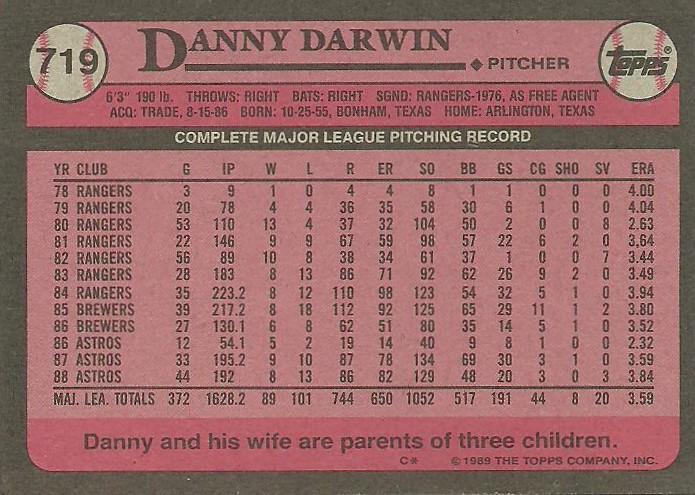 719
DANNY DARWIN
PITCHER
TOPPS®
6'3" 190 lb. THROWS: RIGHT BATS: RIGHT SGND: RANGERS-1976, AS FREE AGENT
ACQ: TRADE, 8-15-86 BORN: 10-25-55, BONHAM, TEXAS HOME: ARLINGTON, TEXAS
COMPLETE MAJOR LEAGUE PITCHING RECORD
YR CLUB G IP W L R ER SO BB GS CG SHO SV ERA
78 RANGERS 3 9 1 0 4 4 8 1 1 0 0 0 4.00
79 RANGERS 20 78 4 4 36 35 58 30 6 1 0 0 4.04
80 RANGERS 53 110 13 4 37 32 104 50 2 0 0 8 2.63
81 RANGERS 22 146 9 9 67 59 98 57 22 6 2 0 3.64
82 RANGERS 56 89 10 8 38 34 61 37 1 0 0 7 3.44
83 RANGERS 28 183 8 13 86 71 92 62 26 9 2 0 3.49
84 RANGERS 35 223.2 8 12 110 98 123 54 32 5 1 0 3.94
85 BREWERS 39 217.2 8 18 112 92 125 65 29 11 1 2 3.80
86 BREWERS 27 130.1 6 8 62 51 80 35 14 5 1 0 3.52
86 ASTROS 12 54.1 5 2 19 14 40 9 8 1 0 0 2.32
87 ASTROS 33 195.2 9 10 87 78 134 69 30 3 1 0 3.59
88 ASTROS 44 192 8 13 86 82 129 48 20 3 0 3 3.84
MAJ. LEA. TOTALS 372 1628.2 89 101 744 650 1052 517 191 44 8 20 3.59
Danny and his wife are parents of three children.
C* © 1989 THE TOPPS COMPANY, INC.